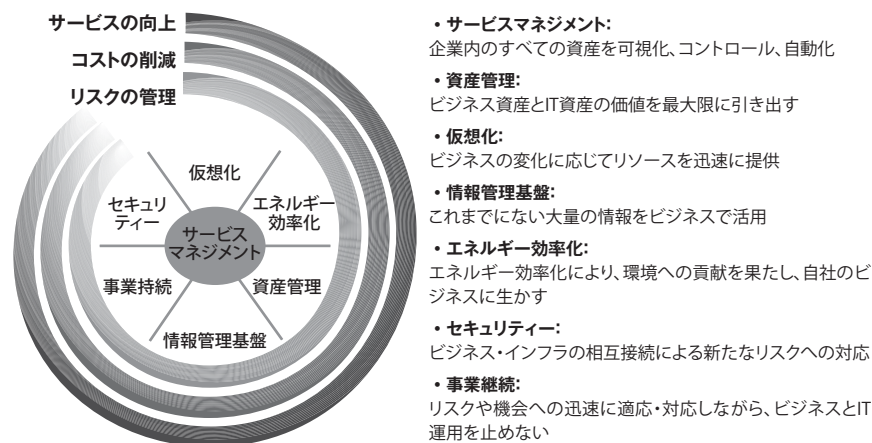 サービスの向上
コストの削減
リスクの管理
仮想化
セキュリ
ティー
エネルギー
効率化
サービス
マネジメント
事業持続
資産管理
情報管理基盤
・サービスマネジメント:
企業内のすべての資産を可視化、コントロール、自動化
・資産管理:
ビジネス資産とIT資産の価値を最大限に引き出す
・仮想化:
ビジネスの変化に応じてリソースを迅速に提供
・情報管理基盤:
これまでにない大量の情報をビジネスで活用
・エネルギー効率化:
エネルギー効率化により、環境への貢献を果たし、自社のビ
ジネスに生かす
・セキュリティー:
ビジネス・インフラの相互接続による新たなリスクへの対応
・事業継続:
リスクや機会への迅速に適応・対応しながら、ビジネスとIT
運用を止めない